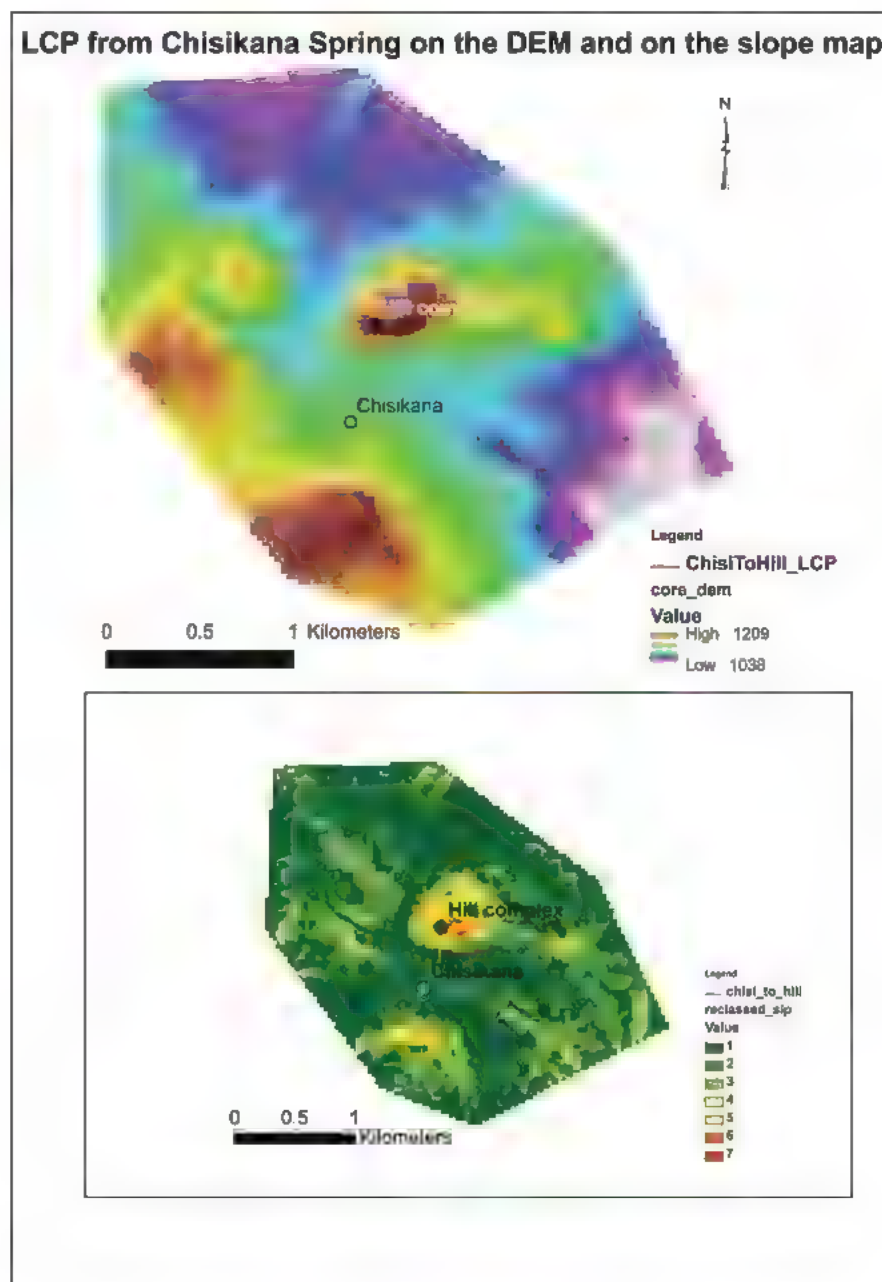 LCP from Chisikana Spring on the DEM and on the slope map
N
Chisikana
Legend
ChisiToHill_LCP
core_dem
Value
High 1209
Low 1038
0 0.5 1 Kilometers
Hill complex
Chisikana
Legend
chisi_to_hill
reclassed_slp
Value
1
2
3
4
5
6
7
0 0.5 1
Kilometers